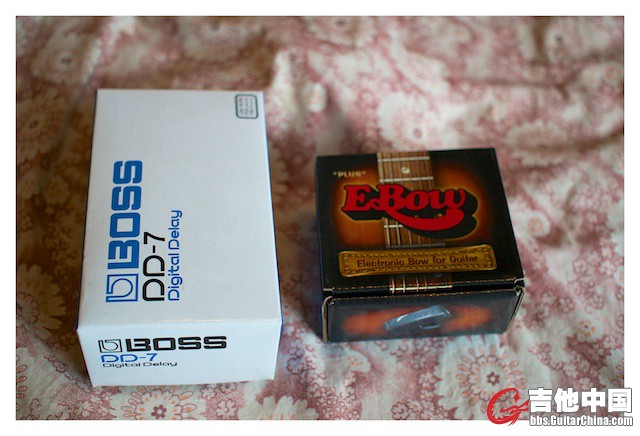 BOSS
DD-7
Digital Delay
BOSS
DD-7
Digital Delay
"PLUS"
E-Bow
Electronic Bow for Guitar
吉他中国
bbs.GuitarChina.com